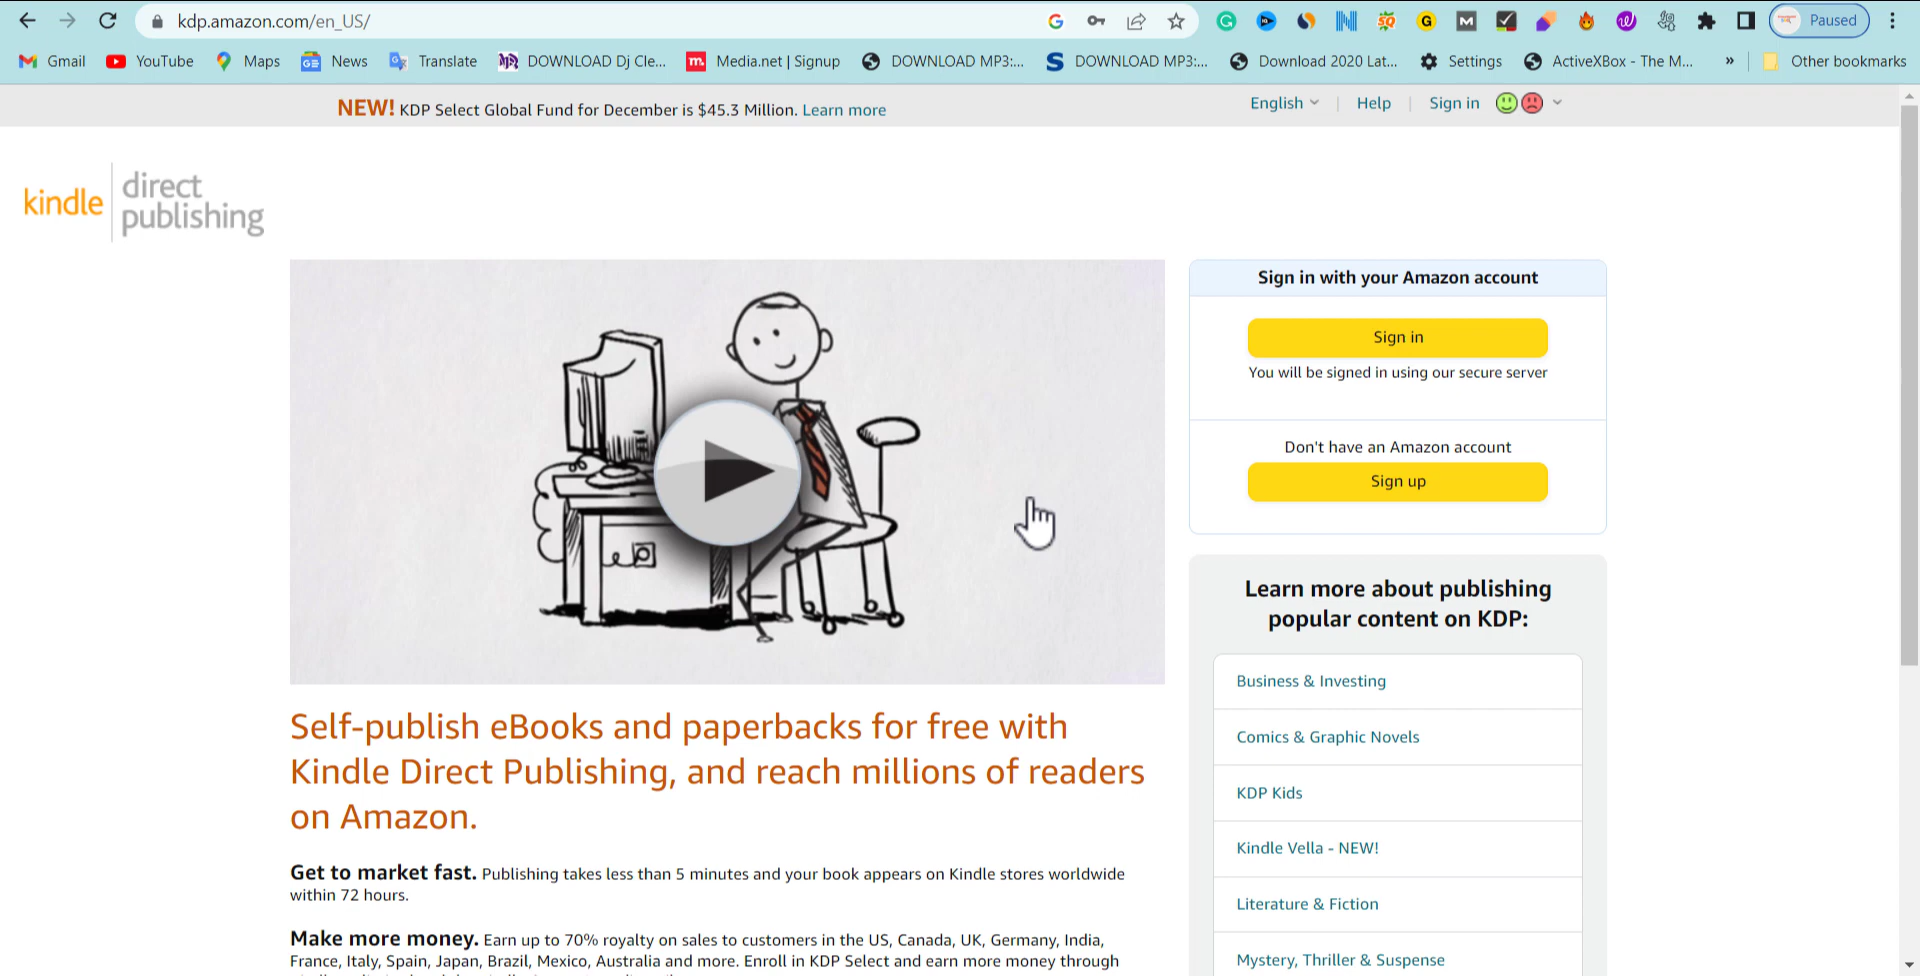 kdp.amazon.com/en_US/
Paused
Gmail
YouTube
Maps
News
Translate
DOWNLOAD Dj Cle...
Media.net | Signup
DOWNLOAD MP3:...
DOWNLOAD MP3:...
Download 2020 Lat...
Settings
ActiveXBox - The M...
»
Other bookmarks
NEW! KDP Select Global Fund for December is $45.3 Million. Learn more
English | Help | Sign in
kindle
direct
publishing
Sign in with your Amazon account
Sign in
You will be signed in using our secure server
Don't have an Amazon account
Sign up
Learn more about publishing
popular content on KDP:
Business & Investing
Comics & Graphic Novels
KDP Kids
Kindle Vella - NEW!
Literature & Fiction
Mystery, Thriller & Suspense
Self-publish eBooks and paperbacks for free with
Kindle Direct Publishing, and reach millions of readers
on Amazon.
Get to market fast. Publishing takes less than 5 minutes and your book appears on Kindle stores worldwide
within 72 hours.
Make more money. Earn up to 70% royalty on sales to customers in the US, Canada, UK, Germany, India,
France, Italy, Spain, Japan, Brazil, Mexico, Australia and more. Enroll in KDP Select and earn more money through